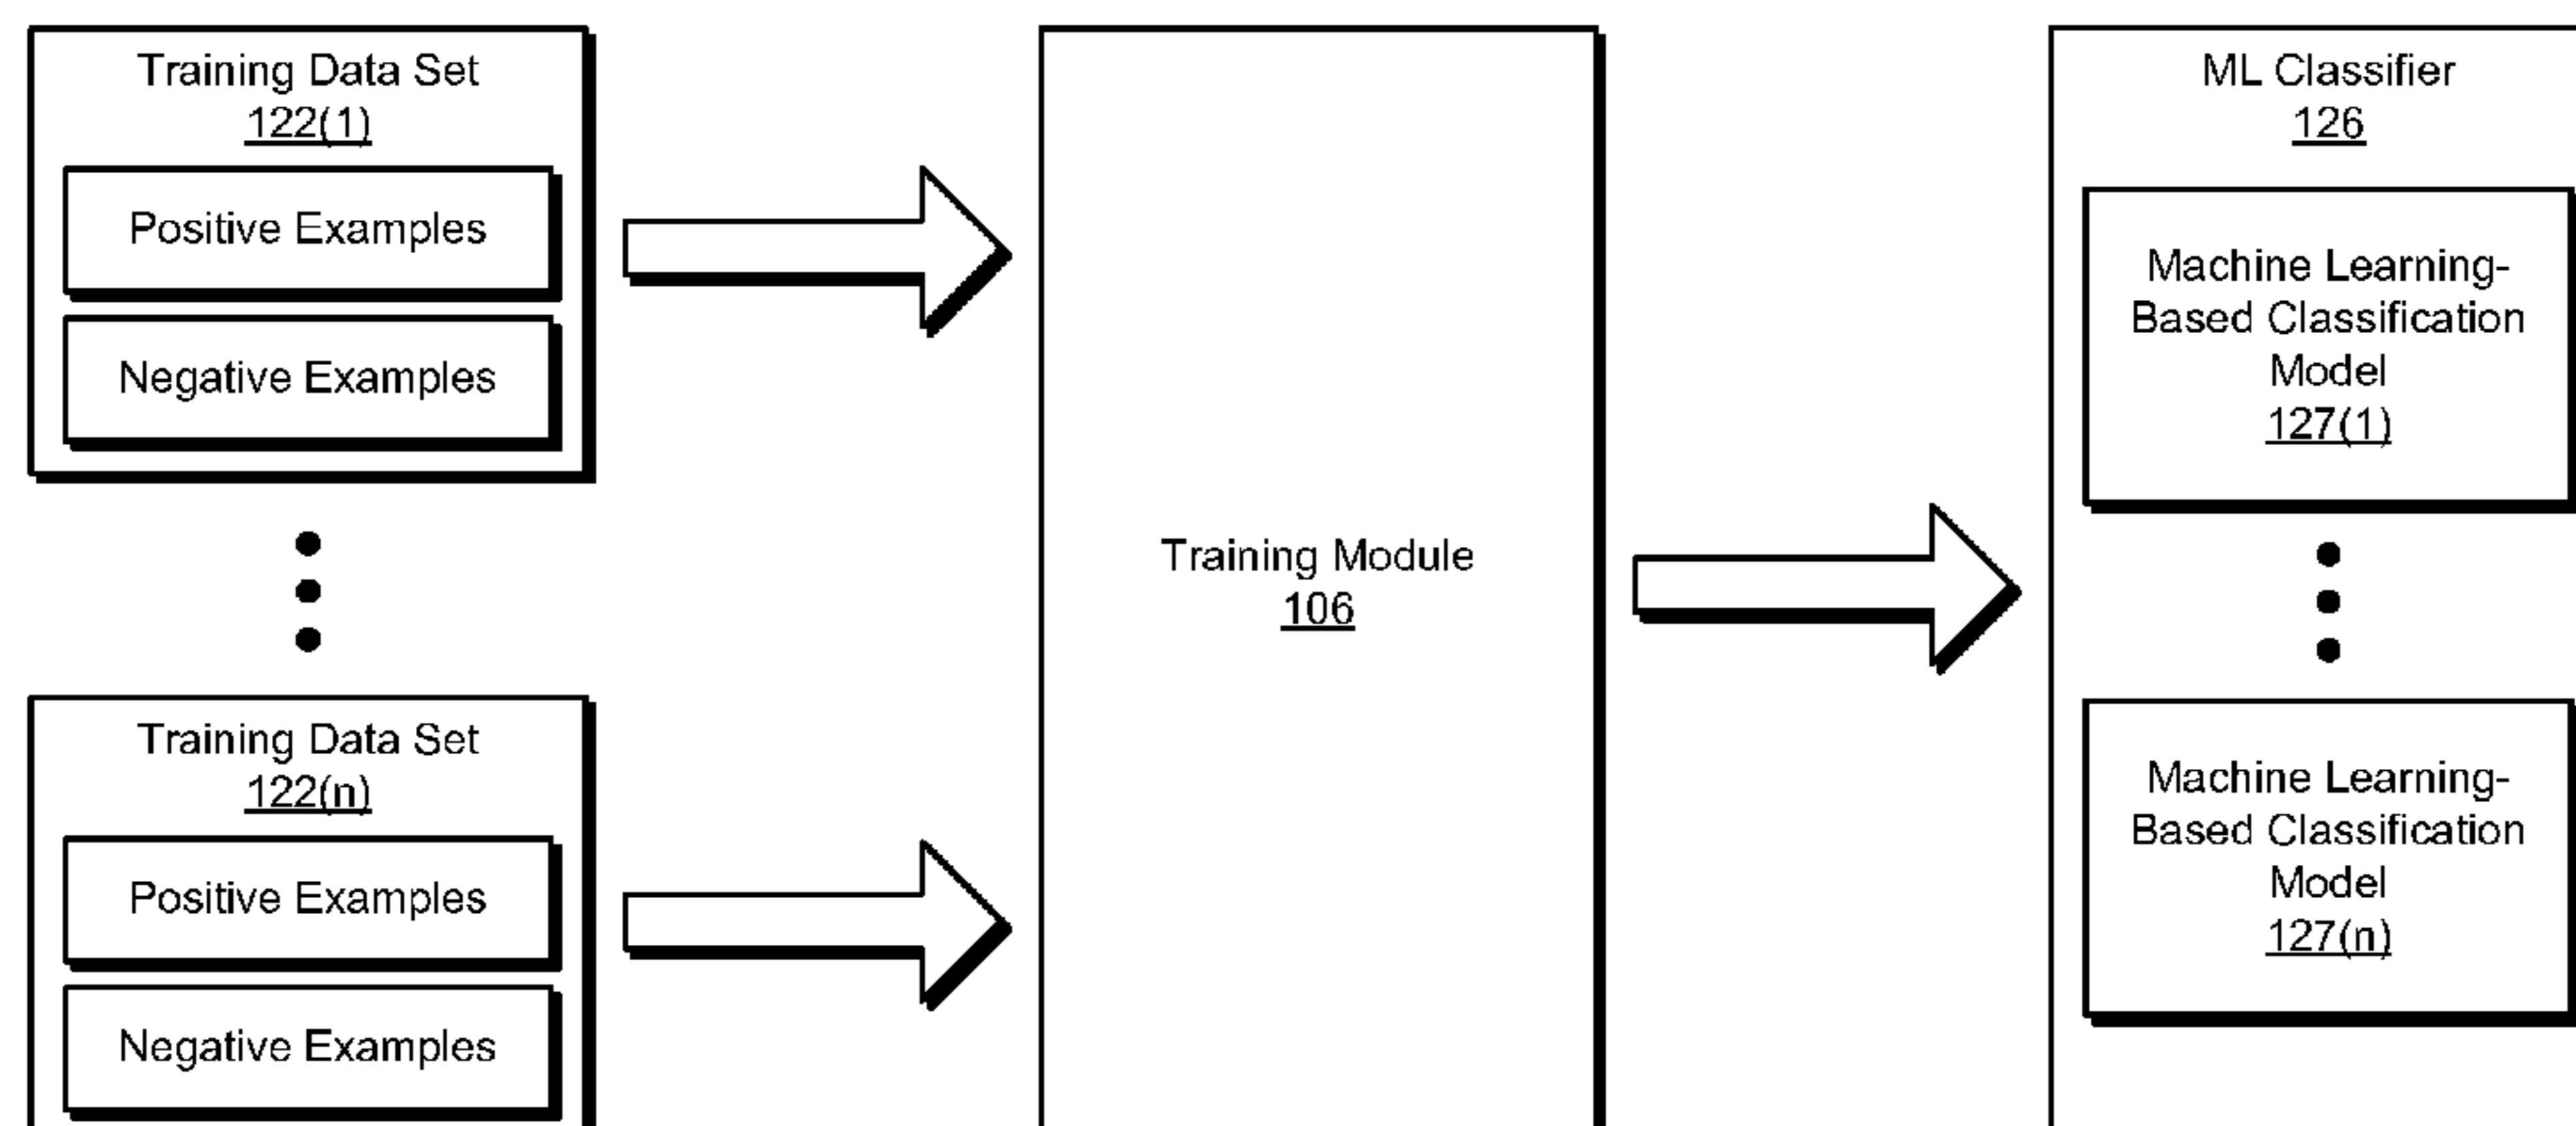 Training Data Set
122(1)
Positive Examples
Negative Examples
Training Data Set
122(n)
Positive Examples
Negative Examples
Training Module
106
ML Classifier
126
Machine Learning-
Based Classification
Model
127(1)
Machine Learning-
Based Classification
Model
127(n)